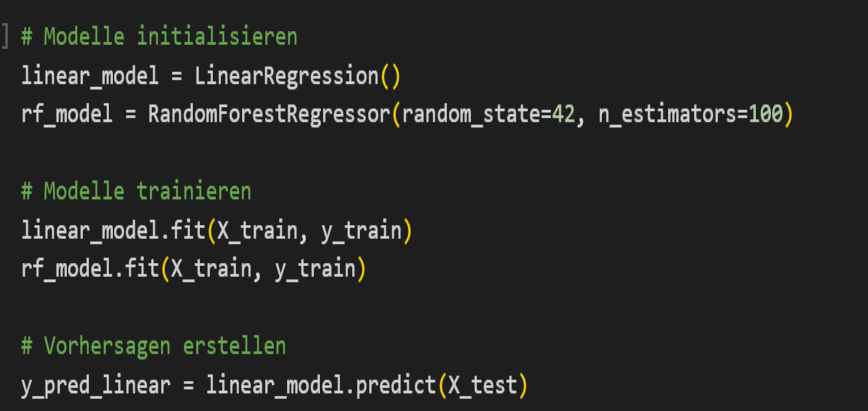 ] # Modelle initialisieren
linear_model = LinearRegression()
rf_model = RandomForestRegressor(random_state=42, n_estimators=100)
# Modelle trainieren
linear_model.fit(X_train, y_train)
rf_model.fit(X_train, y_train)
# Vorhersagen erstellen
y_pred_linear = linear_model.predict(X_test)